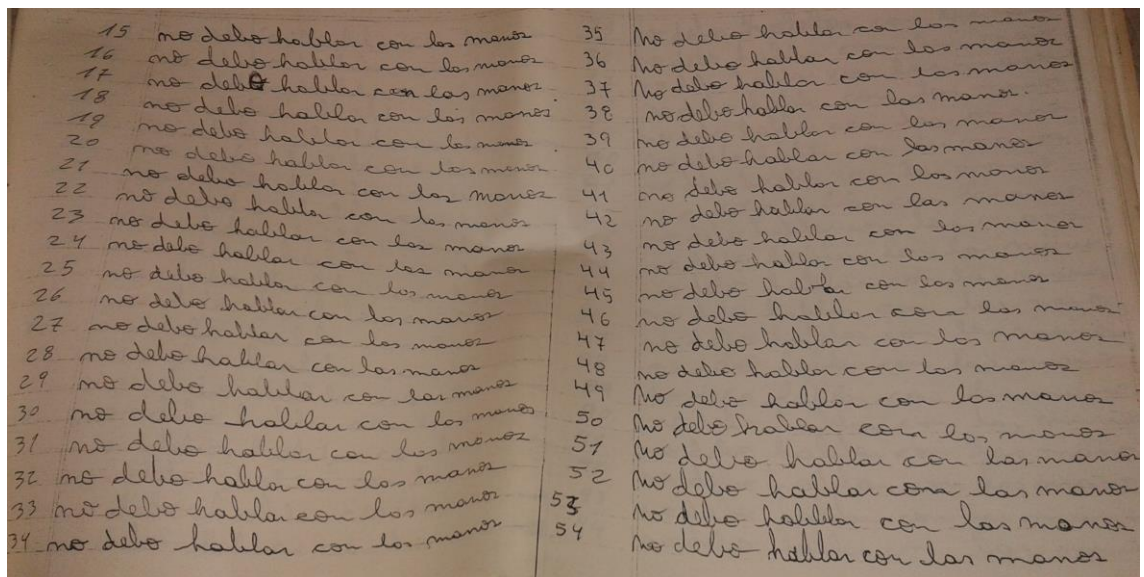 15 no debo hablar con las manos
16 no debo hablar con las manos
17 no debo hablar con las manos.
18 no debo hablar con las manos.
19 no debo hablar con las manos.
20 no debo hablar con las manos
21 no debo hablar con las manos
22 no debo hablar con las manos
23 no debo hablar con las manos
24 no debo hablar con las manos
25 no debo hablar con las manos
26 no debo hablar con las manos
27 no debo hablar con las manos
28 no debo hablar con las manos
29 no debo hablar con las manos
30 no debo hablar con las manos
31 no debo hablar con las manos
32 no debo hablar con las manos
33 no debo hablar con las manos
34 no debo hablar con las manos
35 No debo hablar con las manos
36 No debo hablar con las manos
37 No debo hablar con las manos
38 no debo hablar con las manos.
39 no debo hablar con las manos
40 no debo hablar con las manos
41 no debo hablar con las manos
42 no debo hablar con las manos
43 no debo hablar con las manos
44 no debo hablar con las manos
45 no debo hablar con las manos
46 no debo hablar con las manos
47 no debo hablar con las manos
48 no debo hablar con las manos
49 No debo hablar con las manos
50 No debo hablar con las manos
51 No debo hablar con las manos
52 No debo hablar con las manos
53 No debo hablar con las manos
54 No debo hablar con las manos